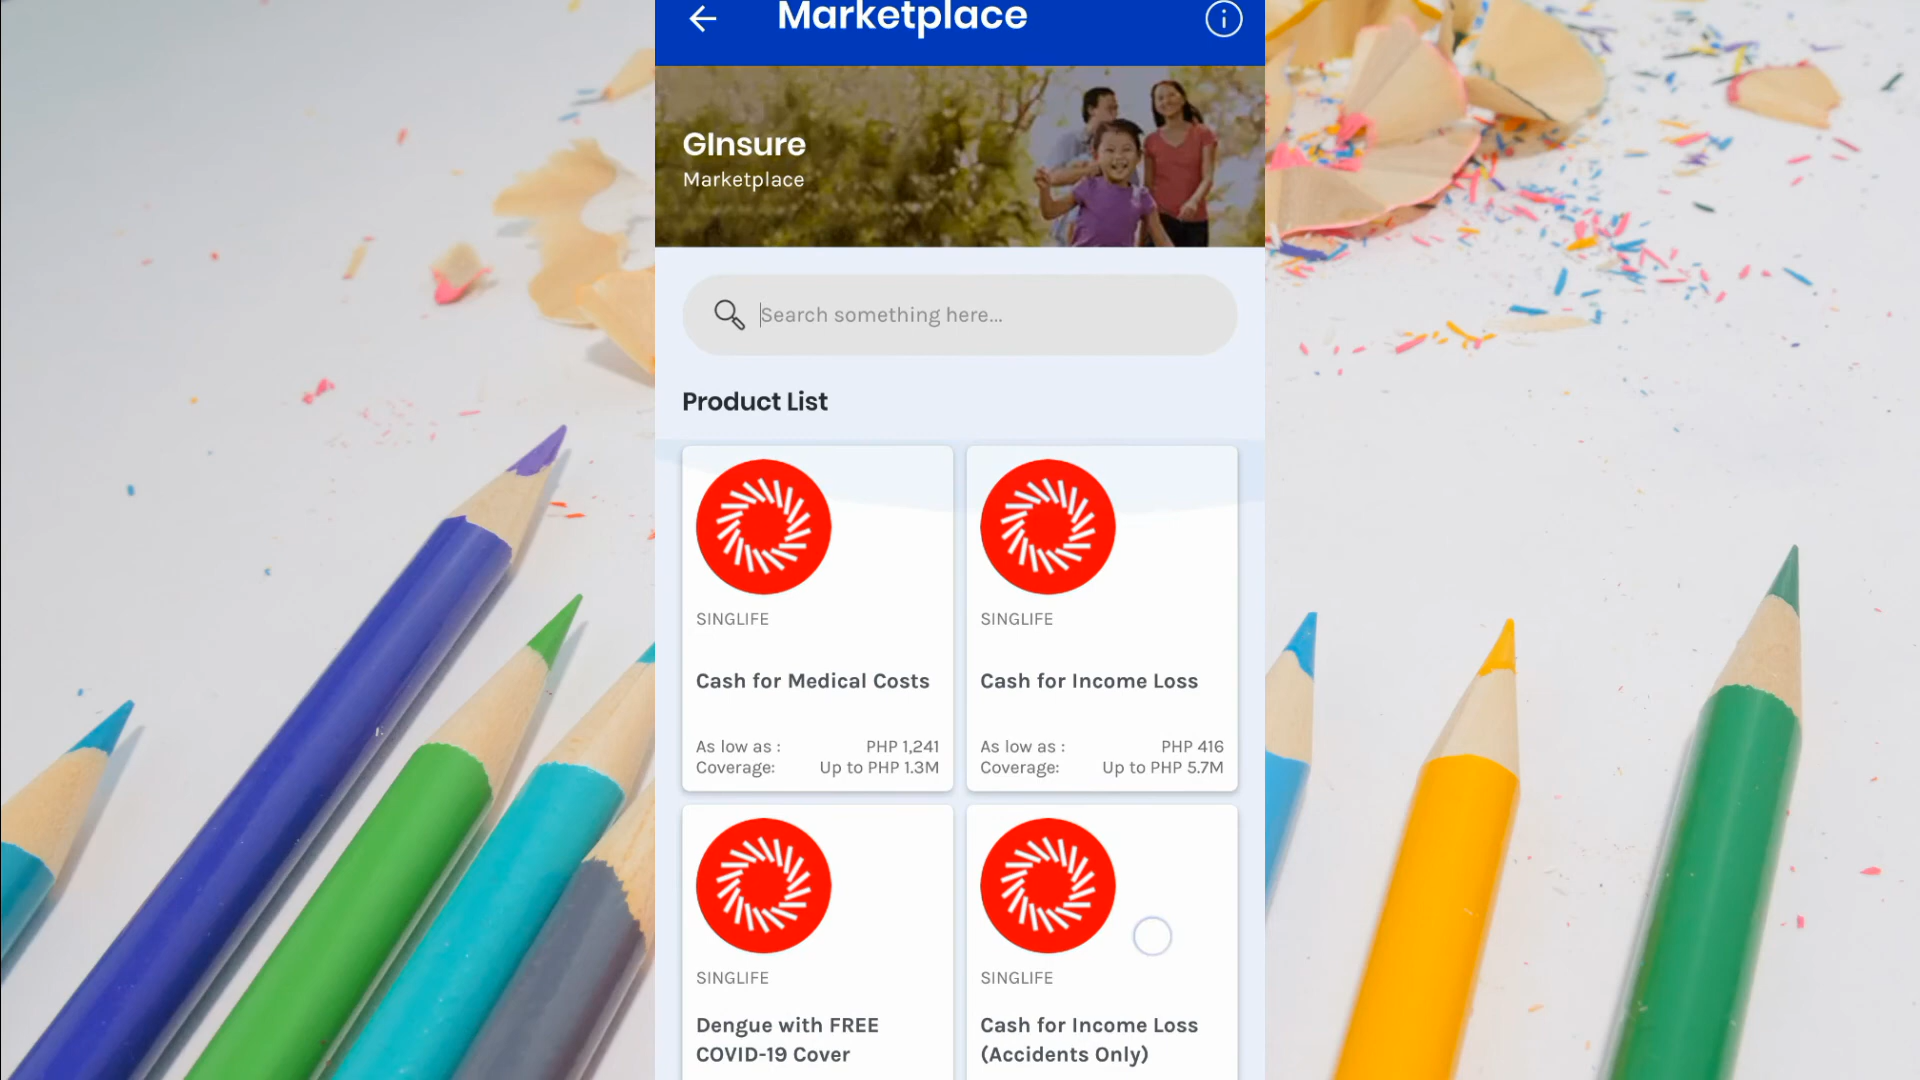 Marketplace
GInsure
Marketplace
Search something here...
Product List
SINGLIFE
Cash for Medical Costs
As low as : PHP 1,241
Coverage: Up to PHP 1.3M
SINGLIFE
Cash for Income Loss
As low as : PHP 416
Coverage: Up to PHP 5.7M
SINGLIFE
Dengue with FREE
COVID-19 Cover
SINGLIFE
Cash for Income Loss
(Accidents Only)